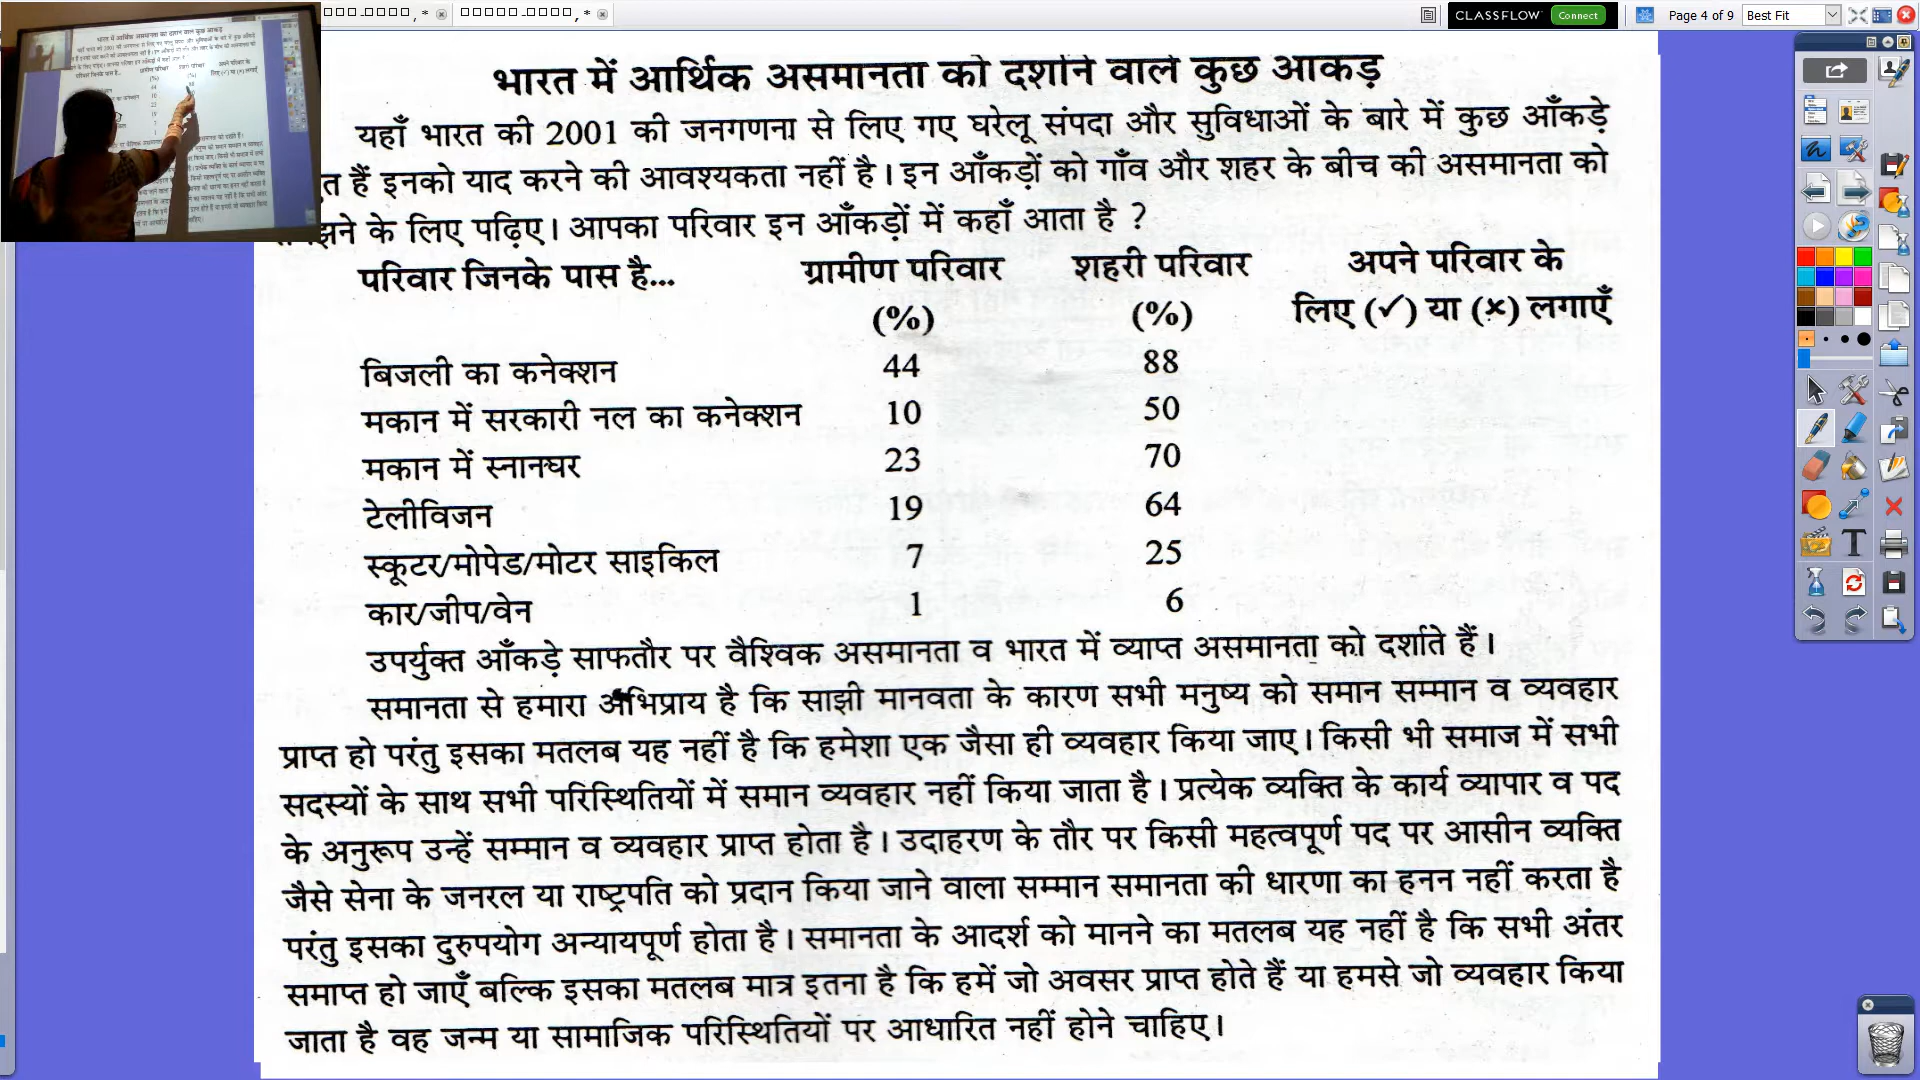 CLASSFLOW Connect
Page 4 of 9
Best Fit
भारत में आर्थिक असमानता को दर्शाने वाले कुछ आंकड़े
यहाँ भारत की 2001 की जनगणना से लिए गए घरेलू संपदा और सुविधाओं के बारे में कुछ आँकड़े
हैं इनको याद करने की आवश्यकता नहीं है। इन आँकड़ों को गाँव और शहर के बीच की असमानता को
के लिए पढ़िए। आपका परिवार इन आँकड़ों में कहाँ आता है ?
परिवार जिनके पास है... ग्रामीण परिवार शहरी परिवार अपने परिवार के
(%) (%) लिए (✓) या (×) लगाएँ
बिजली का कनेक्शन 44 88
मकान में सरकारी नल का कनेक्शन 10 50
मकान में स्नानघर 23 70
टेलीविजन 19 64
स्कूटर/मोपेड/मोटर साइकिल 7 25
कार/जीप/वेन 1 6
उपर्युक्त आँकड़े साफतौर पर वैश्विक असमानता व भारत में व्याप्त असमानता को दर्शाते हैं।
समानता से हमारा अभिप्राय है कि साझी मानवता के कारण सभी मनुष्य को समान सम्मान व व्यवहार
प्राप्त हो परंतु इसका मतलब यह नहीं है कि हमेशा एक जैसा ही व्यवहार किया जाए। किसी भी समाज में सभी
सदस्यों के साथ सभी परिस्थितियों में समान व्यवहार नहीं किया जाता है। प्रत्येक व्यक्ति के कार्य व्यापार व पद
के अनुरूप उन्हें सम्मान व व्यवहार प्राप्त होता है। उदाहरण के तौर पर किसी महत्वपूर्ण पद पर आसीन व्यक्ति
जैसे सेना के जनरल या राष्ट्रपति को प्रदान किया जाने वाला सम्मान समानता की धारणा का हनन नहीं करता है
परंतु इसका दुरुपयोग अन्यायपूर्ण होता है। समानता के आदर्श को मानने का मतलब यह नहीं है कि सभी अंतर
समाप्त हो जाएँ बल्कि इसका मतलब मात्र इतना है कि हमें जो अवसर प्राप्त होते हैं या हमसे जो व्यवहार किया
जाता है वह जन्म या सामाजिक परिस्थितियों पर आधारित नहीं होने चाहिए।